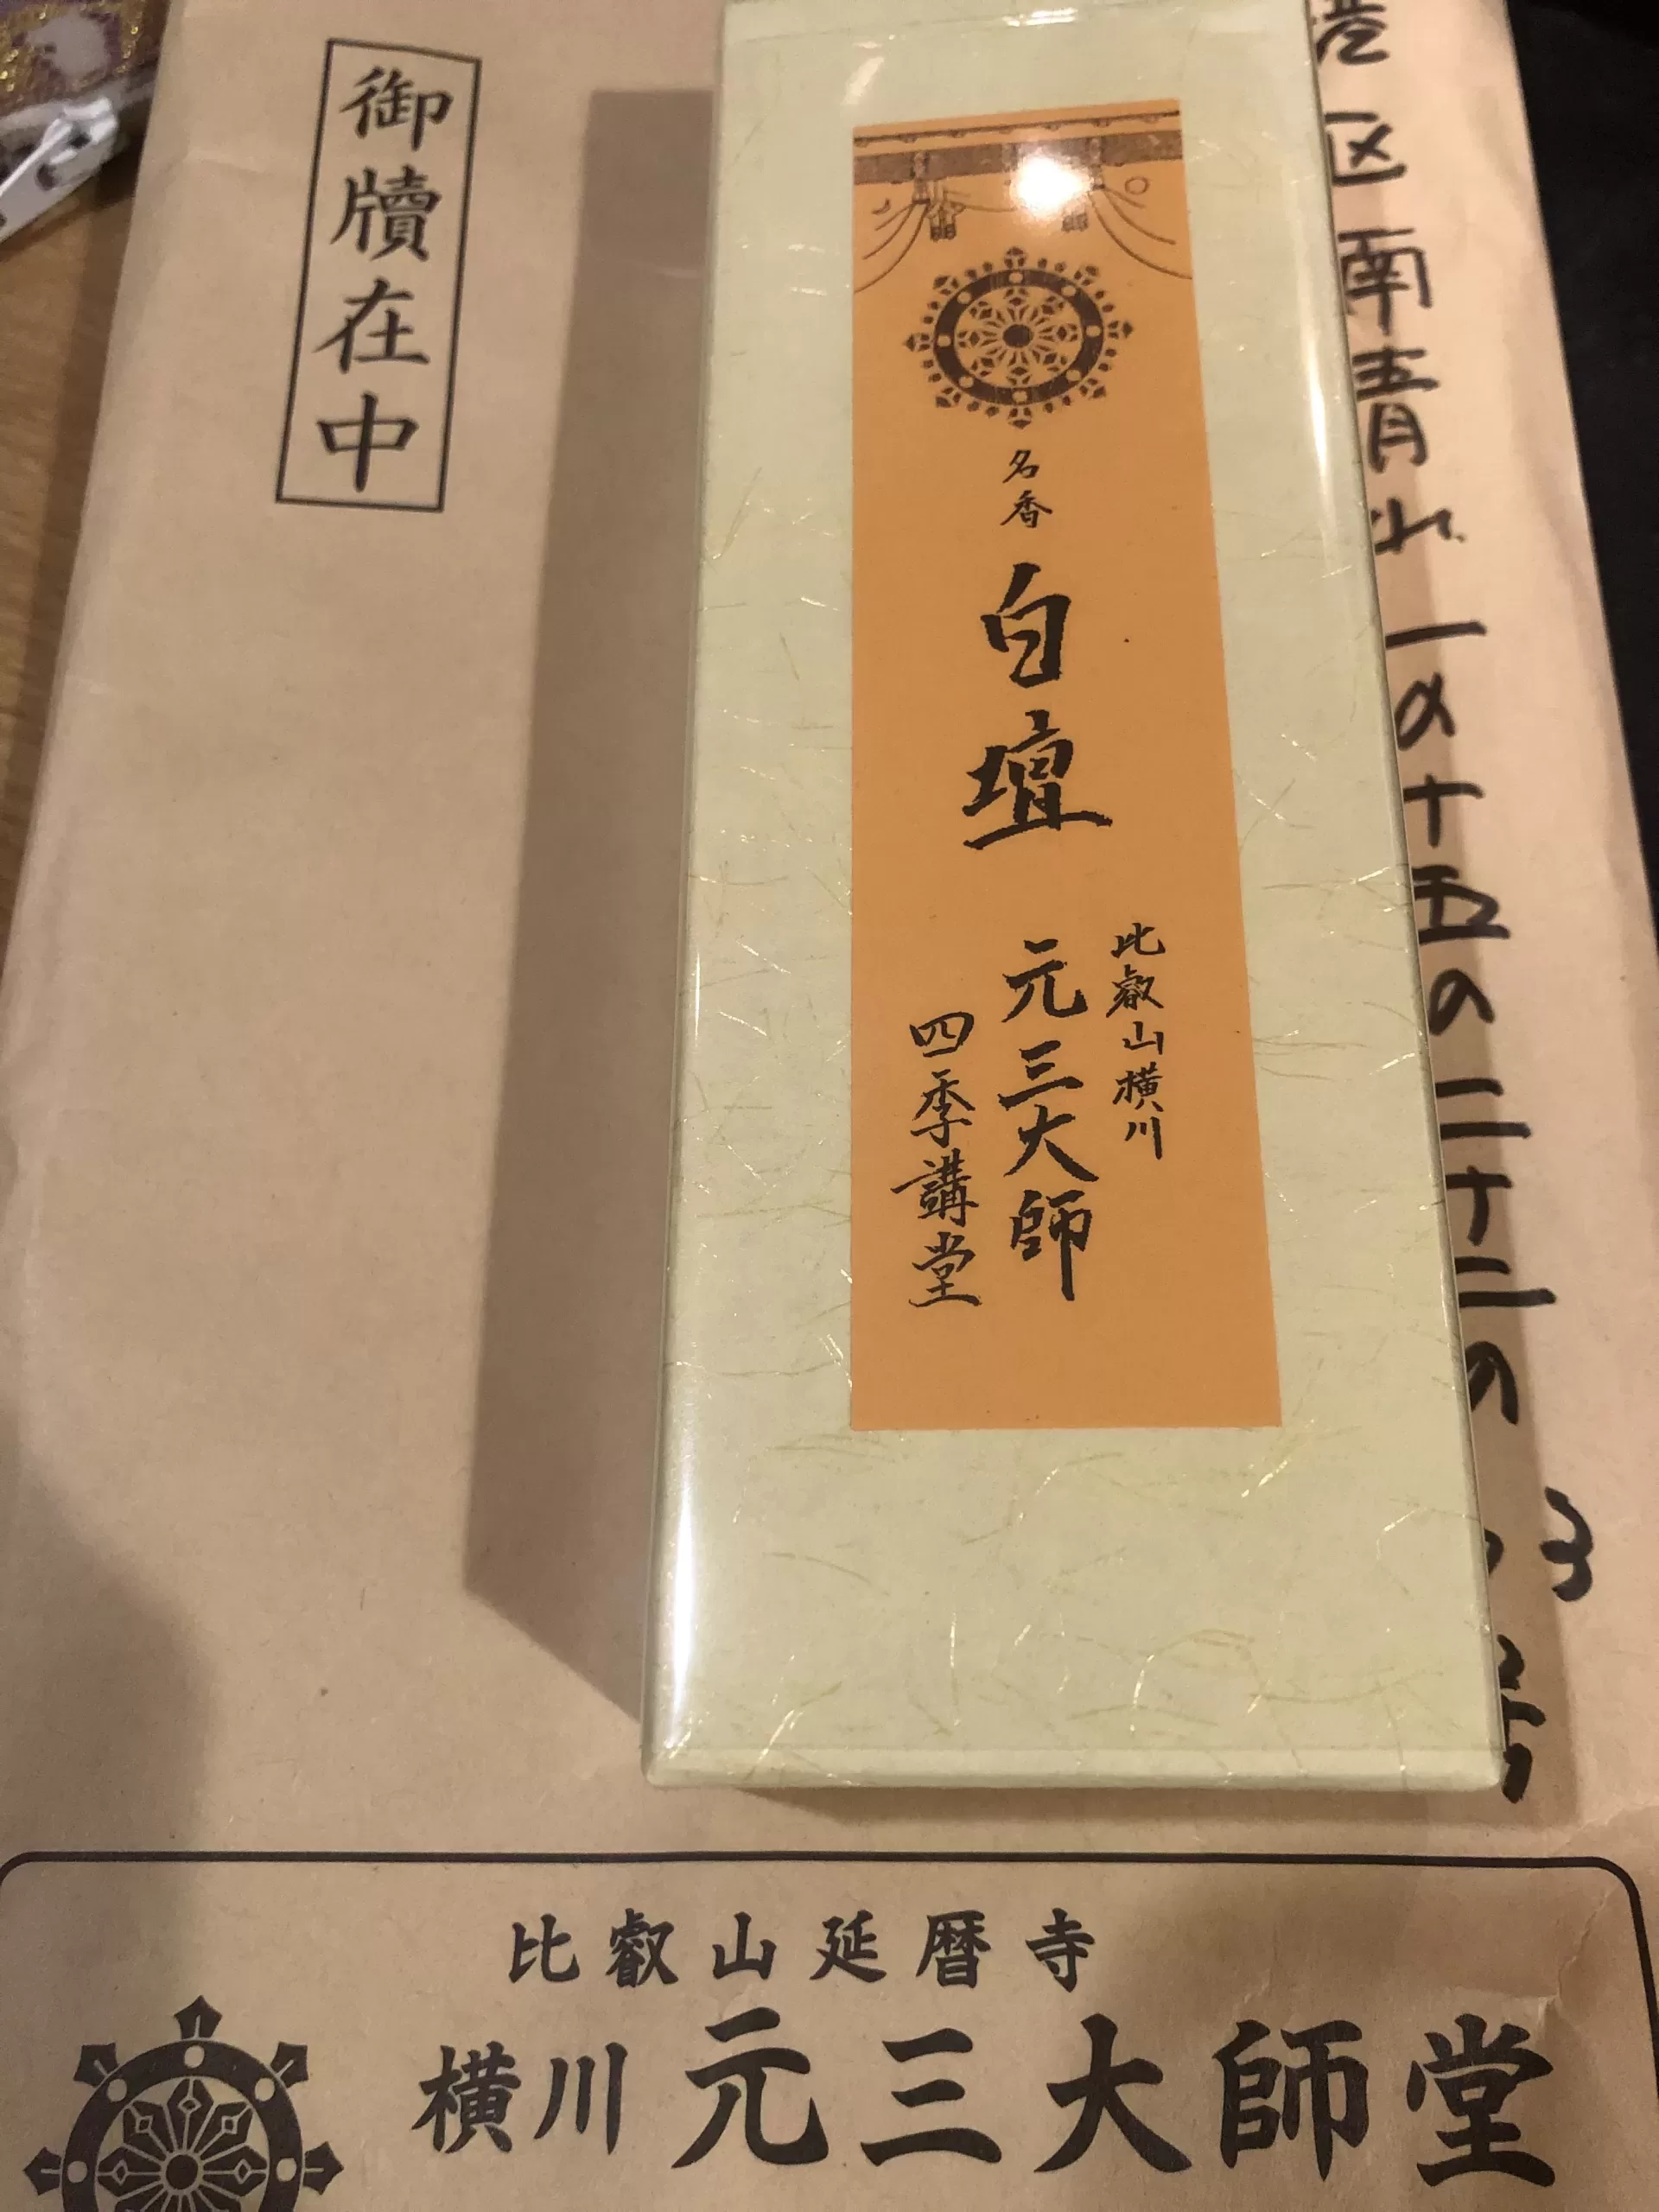 港区南青山一の十五の二十二の
御牘在中
名香
白壇
比叡山横川
元三大師
四季講堂
比叡山延暦寺
横川元三大師堂